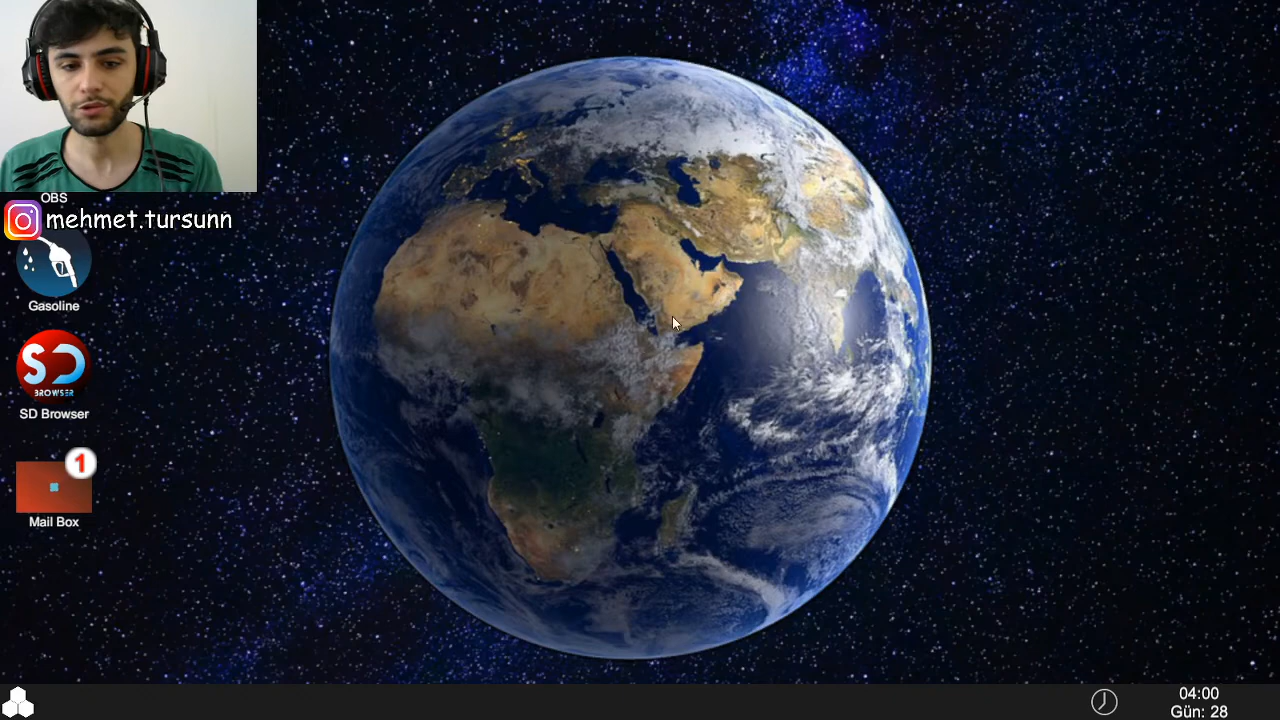 OBS
mehmet.tursunn
Gasoline
SD
BROWSER
SD Browser
1
Mail Box
04:00
Gün: 28